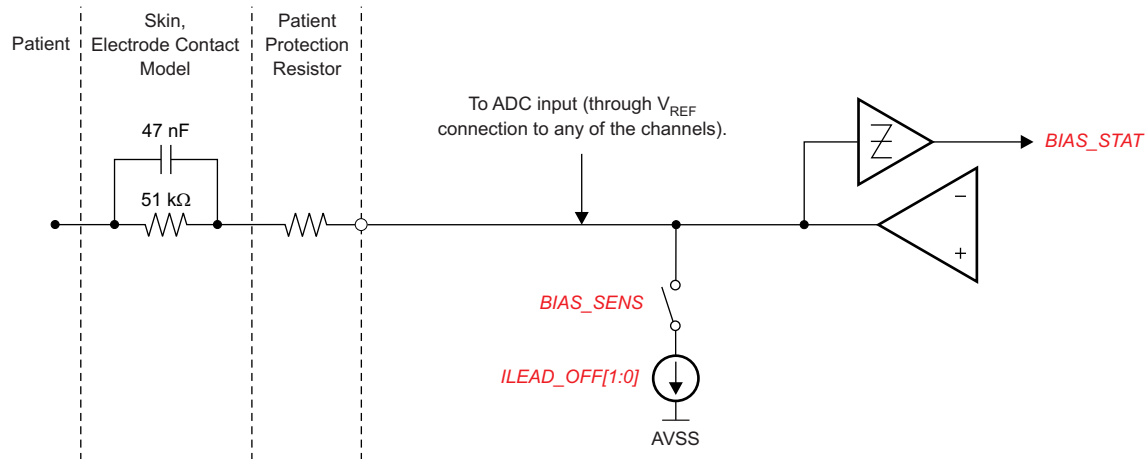 Patient
Skin,
Electrode Contact
Model
Patient
Protection
Resistor
47 nF
51 kΩ
To ADC input (through VREF
connection to any of the channels).
BIAS_STAT
−
+
BIAS_SENS
ILEAD_OFF[1:0]
AVSS